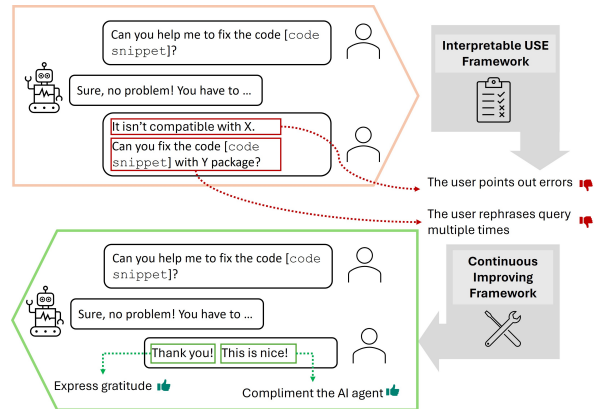 Can you help me to fix the code [code
snippet]?
Sure, no problem! You have to …
It isn't compatible with X.
Can you fix the code [code
snippet] with Y package?
Interpretable USE
Framework
The user points out errors
The user rephrases query
multiple times
Can you help me to fix the code [code
snippet]?
Sure, no problem! You have to …
Thank you! This is nice!
Express gratitude
Compliment the AI agent
Continuous
Improving
Framework